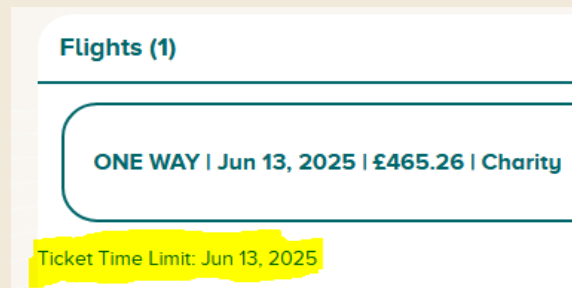 Flights (1)
ONE WAY | Jun 13, 2025 | £465.26 | Charity
Ticket Time Limit: Jun 13, 2025